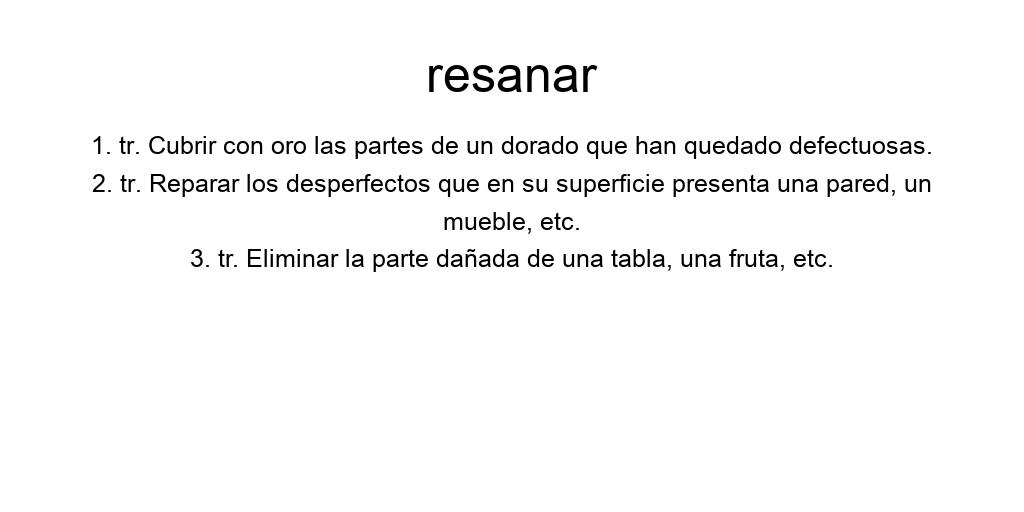 resanar
1. tr. Cubrir con oro las partes de un dorado que han quedado defectuosas.
2. tr. Reparar los desperfectos que en su superficie presenta una pared, un
mueble, etc.
3. tr. Eliminar la parte dañada de una tabla, una fruta, etc.